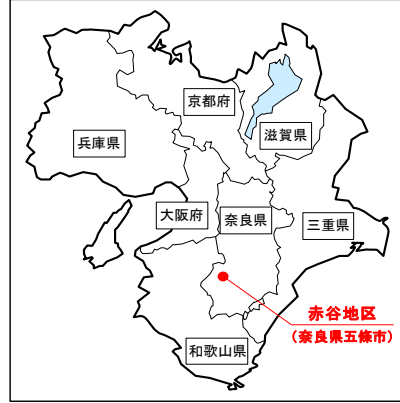 京都府
滋賀県
兵庫県
大阪府
奈良県
三重県
赤谷地区
(奈良県五條市)
和歌山県